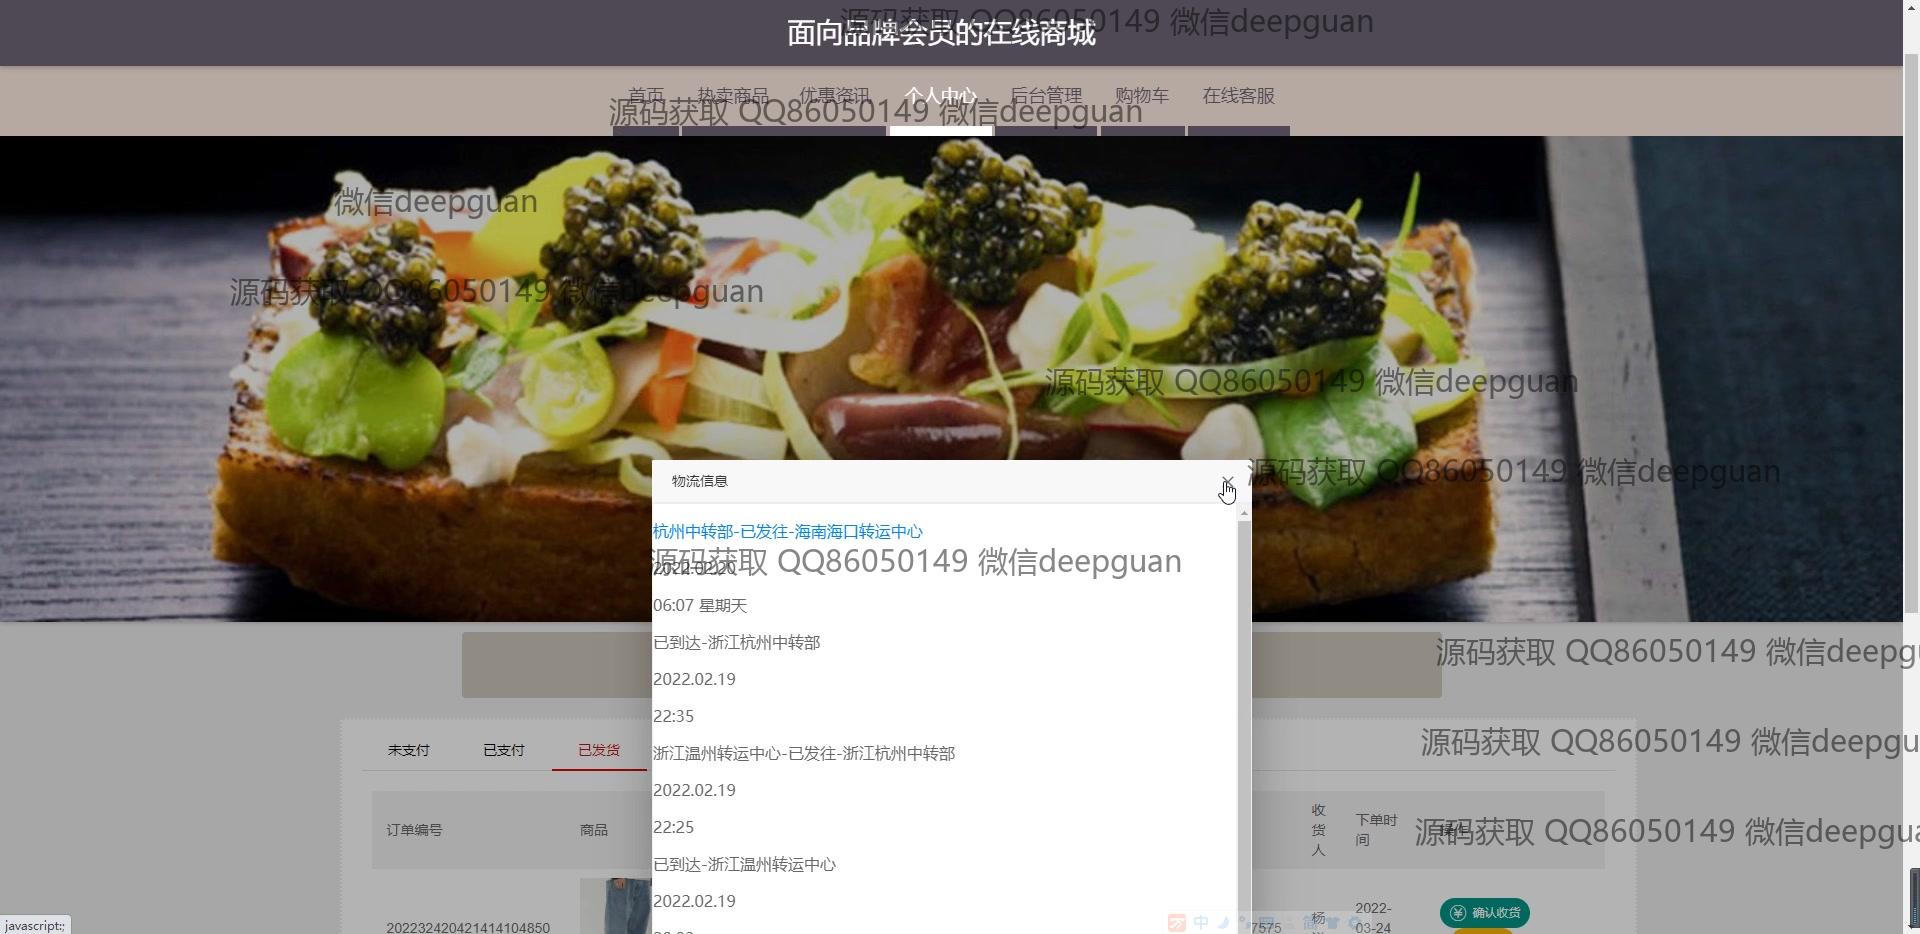 面向品牌会员的在线商城
源码获取 QQ86050149 微信deepguan
首页 热卖商品 优惠资讯 个人中心 后台管理 购物车 在线客服
源码获取 QQ86050149 微信deepguan
微信deepguan
源码获取 QQ86050149 微信deepguan
源码获取 QQ86050149 微信deepguan
物流信息
源码获取 QQ86050149 微信deepguan
杭州中转部-已发往-海南海口转运中心
2022.02.20
源码获取 QQ86050149 微信deepguan
06:07 星期天
已到达-浙江杭州中转部
源码获取 QQ86050149 微信deepgu
2022.02.19
22:35
未支付 已支付 已发货
浙江温州转运中心-已发往-浙江杭州中转部
源码获取 QQ86050149 微信deepgu
2022.02.19
22:25
订单编号 商品 收货人 下单时间 操作
源码获取 QQ86050149 微信deepgua
已到达-浙江温州转运中心
2022.02.19
202232420421414104850
7575
杨
2022-03-24
确认收货
中
简
javascript:;